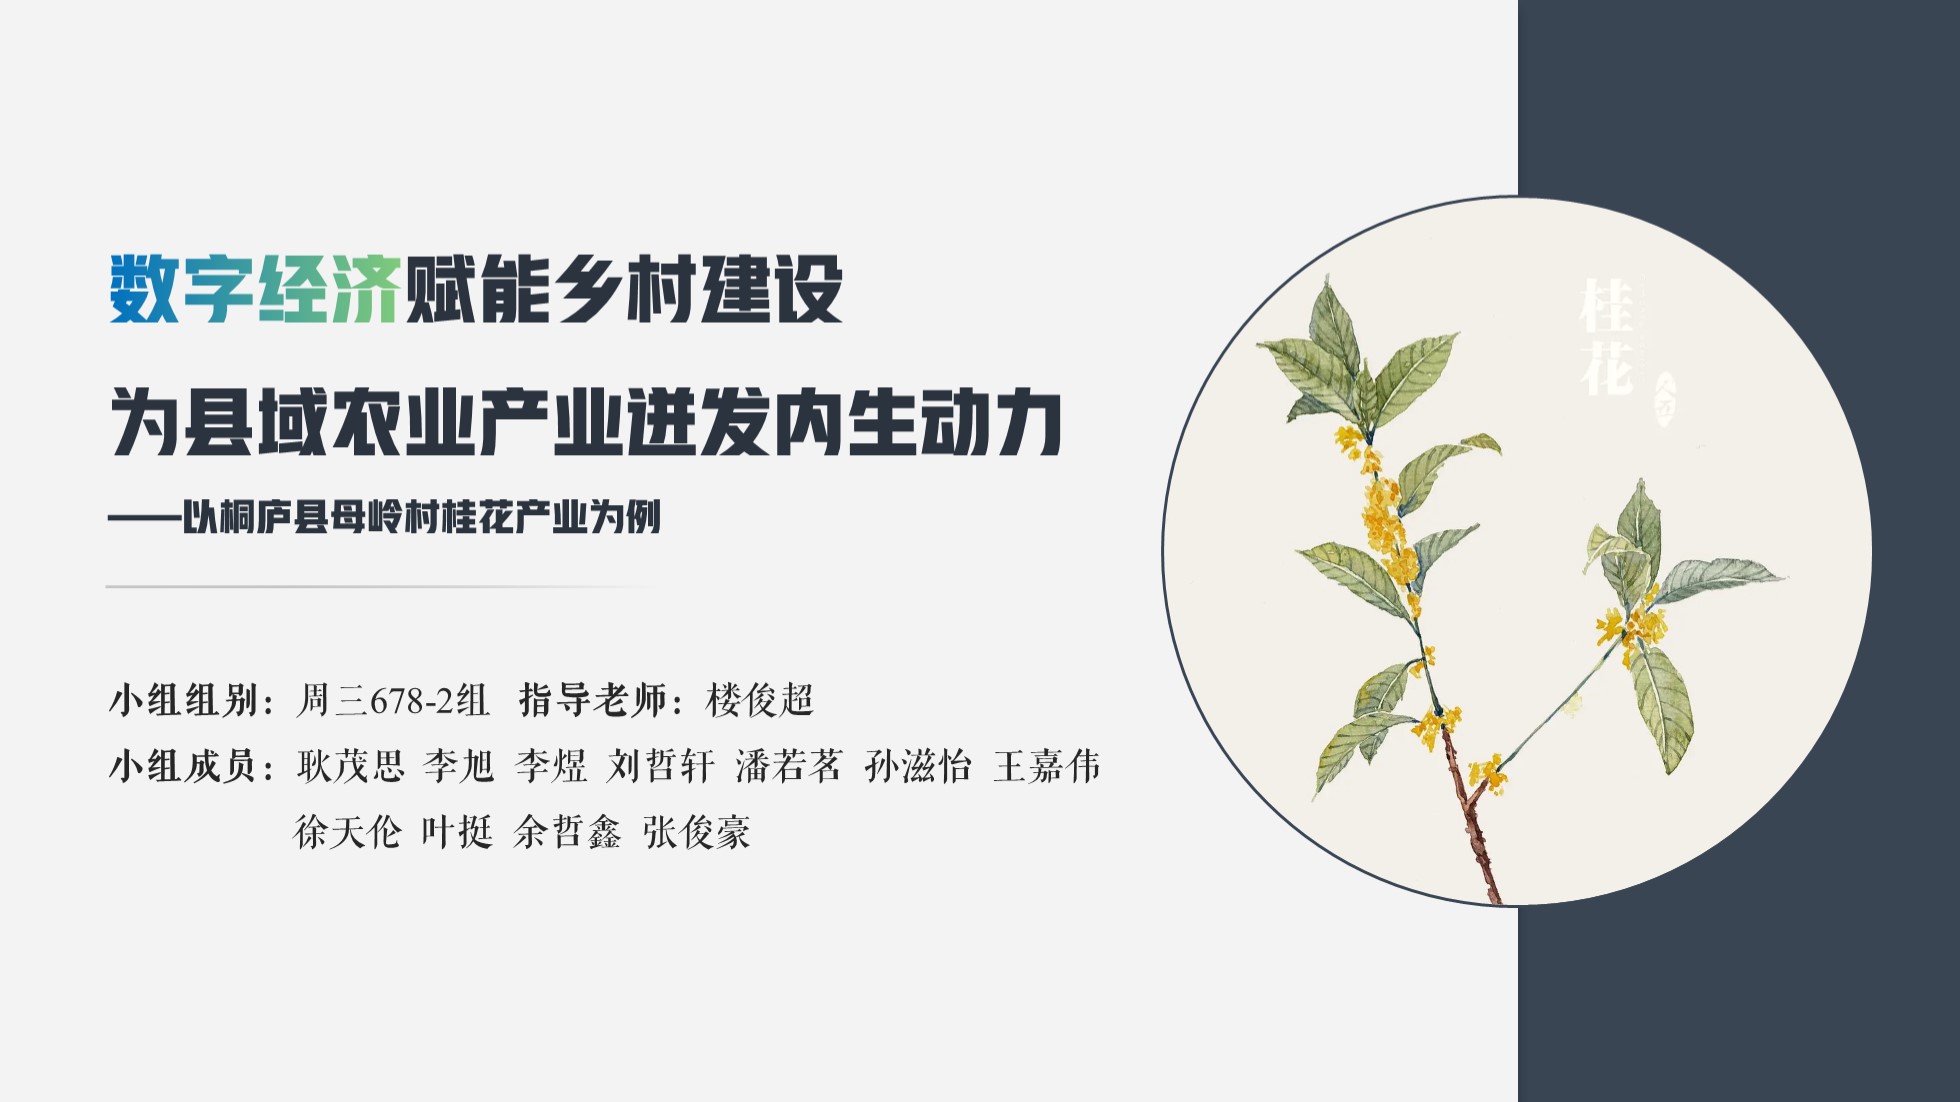 数字经济赋能乡村建设
为县域农业产业迸发内生动力
——以桐庐县母岭村桂花产业为例
小组组别：周三678-2组 指导老师：楼俊超
小组成员：耿茂思 李旭 李煜 刘哲轩 潘若茗 孙滋怡 王嘉伟
徐天伦 叶挺 余哲鑫 张俊豪
桂花